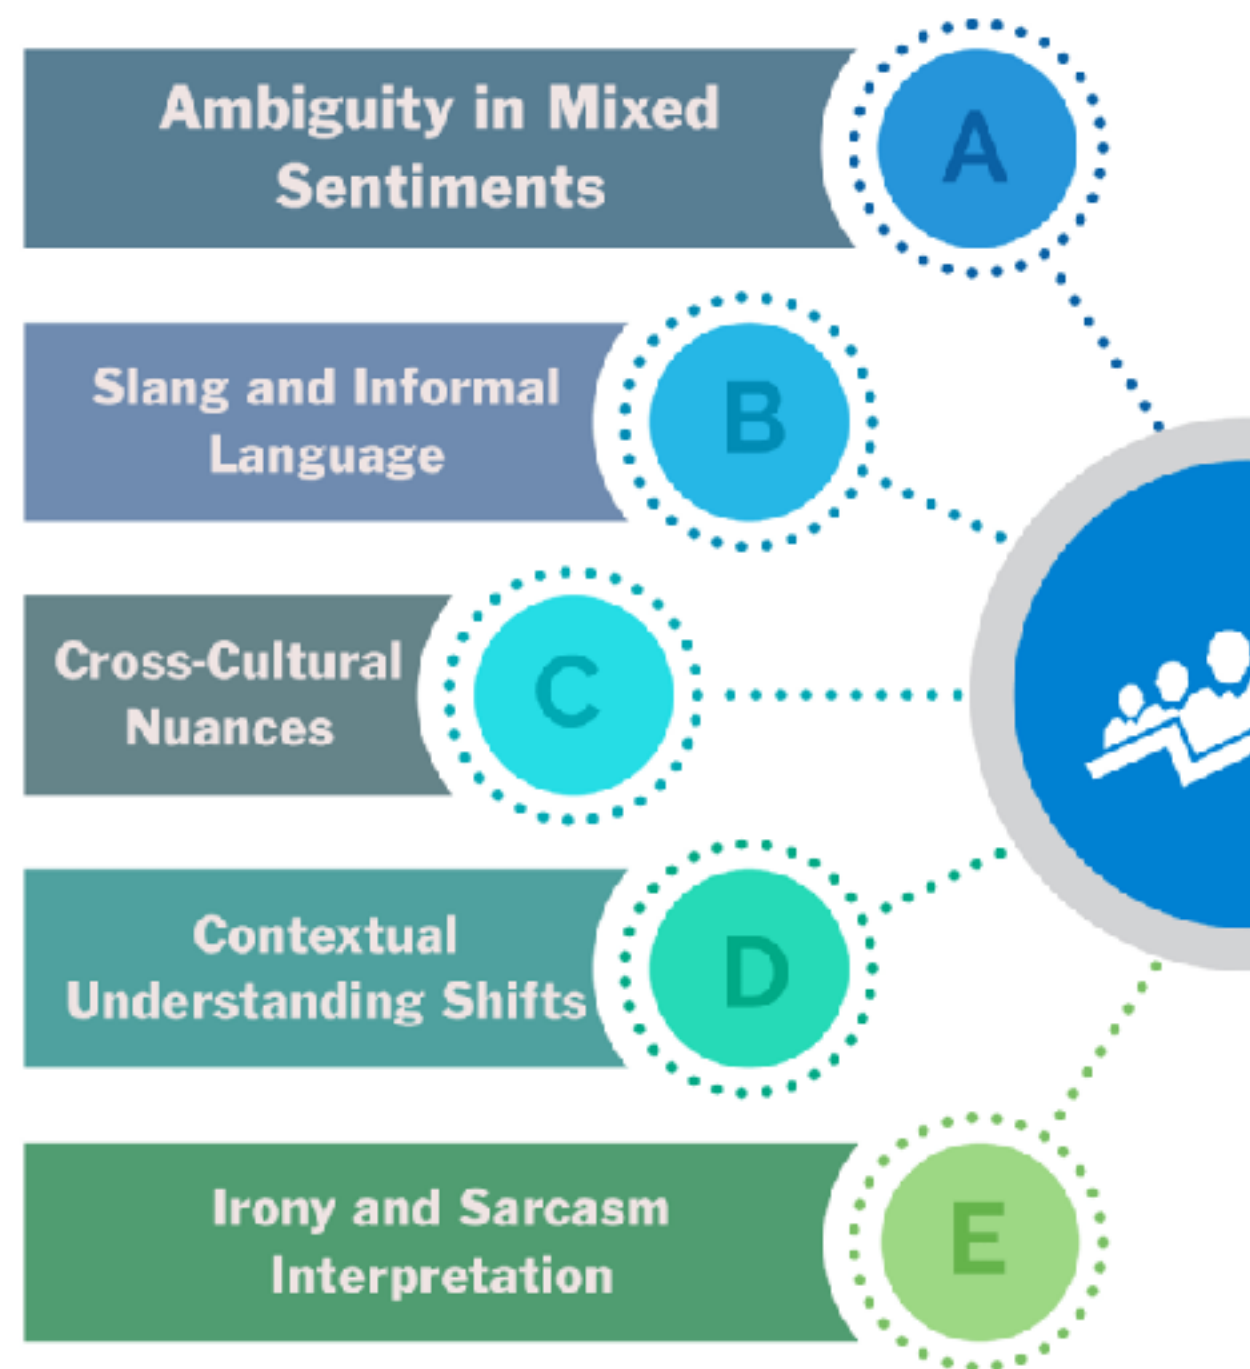 Ambiguity in Mixed
Sentiments
A
Slang and Informal
Language
B
Cross-Cultural
Nuances
C
Contextual
Understanding Shifts
D
Irony and Sarcasm
Interpretation
E